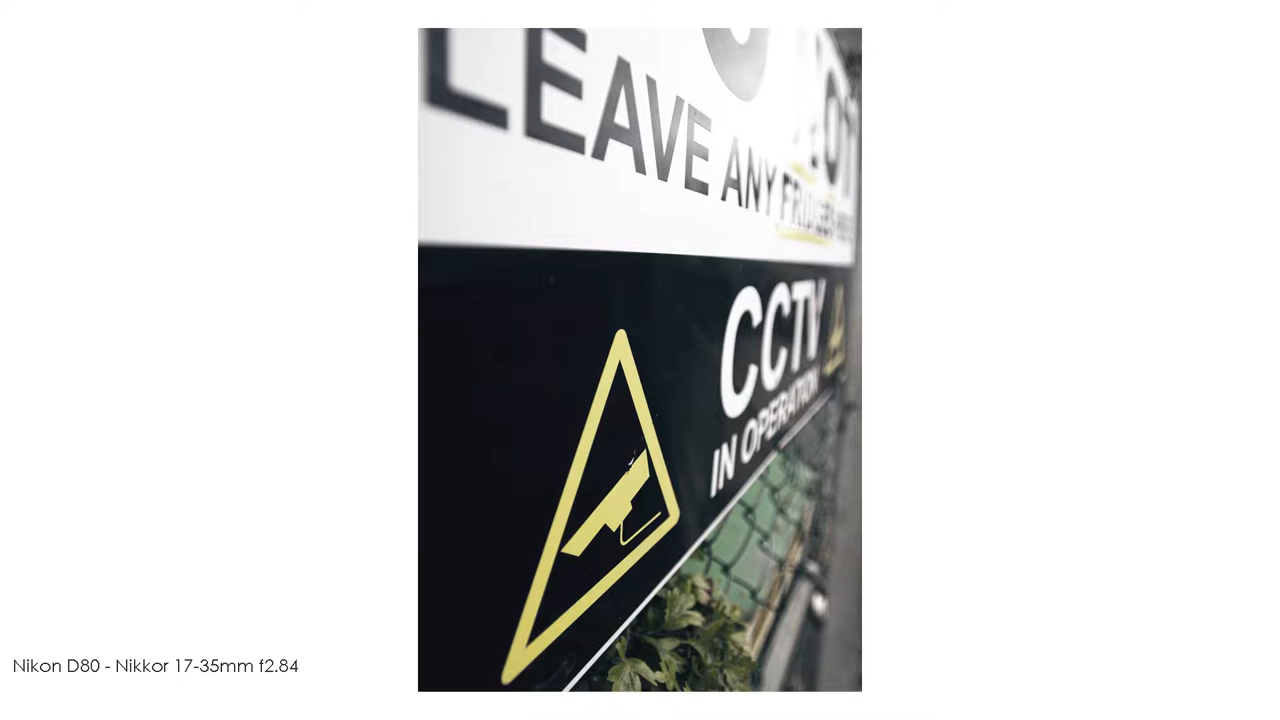 LEAVE ANY
CCTV
IN OPERATION
Nikon D80 - Nikkor 17-35mm f2.84